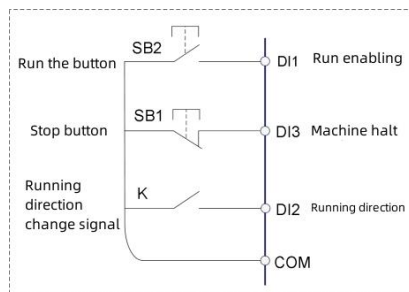 SB2
Run the button
DI1
Run enabling
SB1
Stop button
DI3
Machine halt
Running
direction
change signal
K
DI2
Running direction
COM